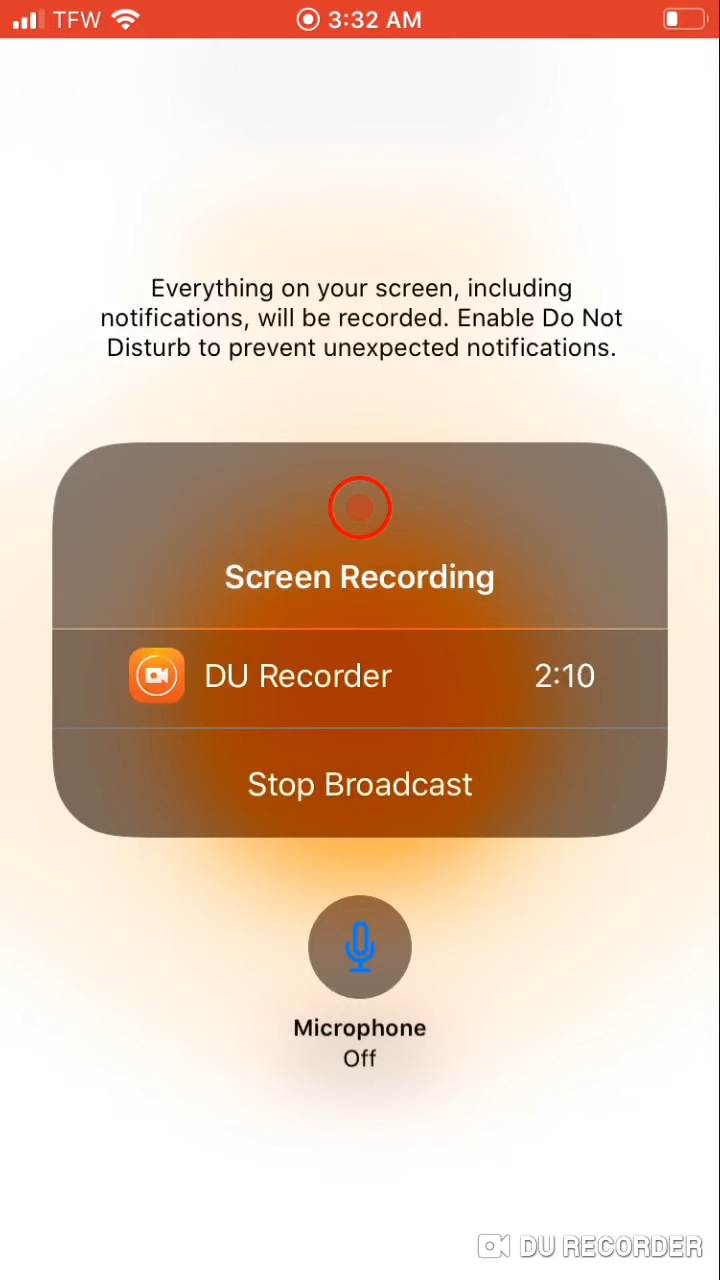 TFW 3:32 AM
Everything on your screen, including
notifications, will be recorded. Enable Do Not
Disturb to prevent unexpected notifications.
Screen Recording
DU Recorder 2:10
Stop Broadcast
Microphone
Off
DU RECORDER